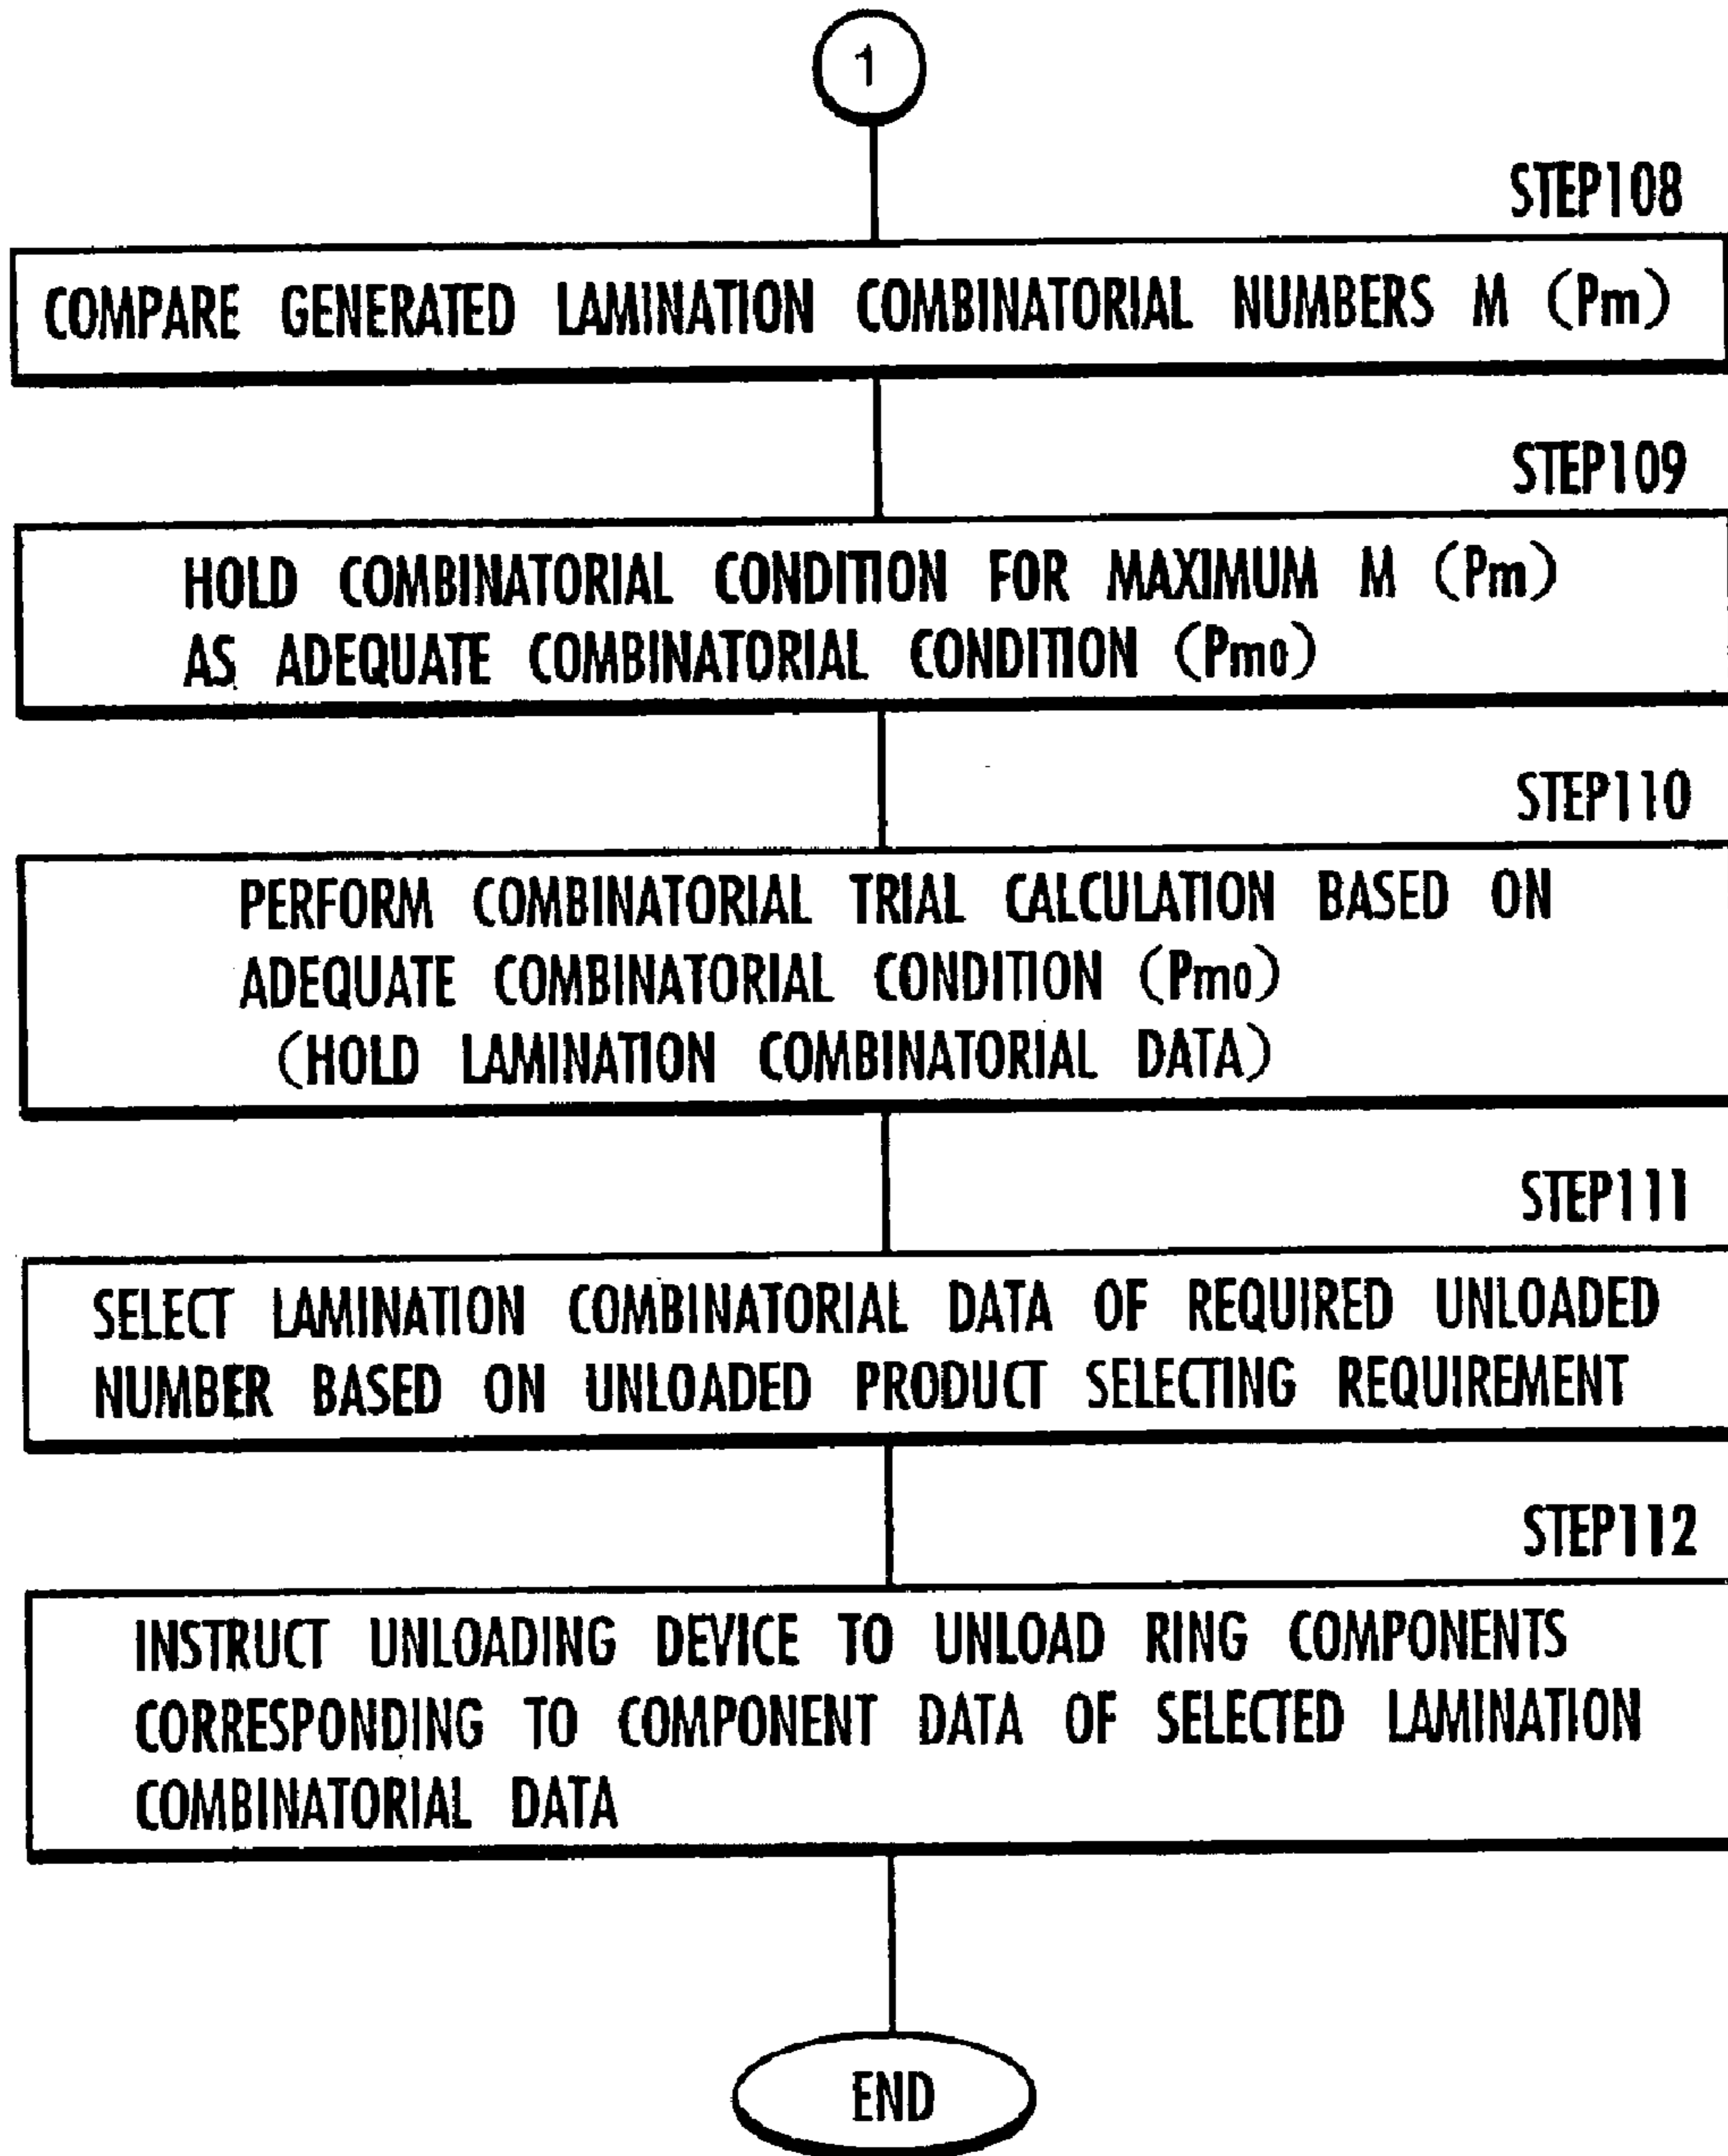 1
STEP108
COMPARE GENERATED LAMINATION COMBINATORIAL NUMBERS M (Pm)
STEP109
HOLD COMBINATORIAL CONDITION FOR MAXIMUM M (Pm)
AS ADEQUATE COMBINATORIAL CONDITION (Pmo)
STEP110
PERFORM COMBINATORIAL TRIAL CALCULATION BASED ON
ADEQUATE COMBINATORIAL CONDITION (Pmo)
(HOLD LAMINATION COMBINATORIAL DATA)
STEP111
SELECT LAMINATION COMBINATORIAL DATA OF REQUIRED UNLOADED
NUMBER BASED ON UNLOADED PRODUCT SELECTING REQUIREMENT
STEP112
INSTRUCT UNLOADING DEVICE TO UNLOAD RING COMPONENTS
CORRESPONDING TO COMPONENT DATA OF SELECTED LAMINATION
COMBINATORIAL DATA
END